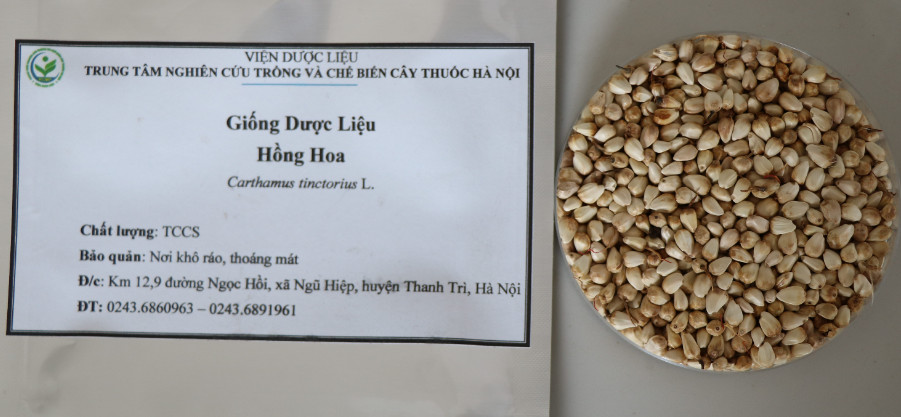 VIỆN DƯỢC LIỆU
TRUNG TÂM NGHIÊN CỨU TRỒNG VÀ CHẾ BIẾN CÂY THUỐC HÀ NỘI
Giống Dược Liệu
Hồng Hoa
Carthamus tinctorius L.
Chất lượng: TCCS
Bảo quản: Nơi khô ráo, thoáng mát
Đ/c: Km 12,9 đường Ngọc Hồi, xã Ngũ Hiệp, huyện Thanh Trì, Hà Nội
ĐT: 0243.6860963 – 0243.6891961